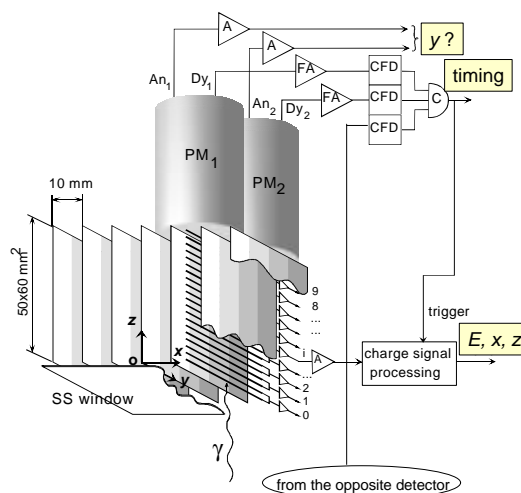 A
A
y ?
An1
Dy1
FA
CFD
timing
An2
Dy2
FA
CFD
C
PM1
PM2
CFD
10 mm
50x60 mm2
z
o
x
y
SS window
γ
9
8
...
...
i
...
2
1
0
A
trigger
charge signal
processing
E, x, z
from the opposite detector